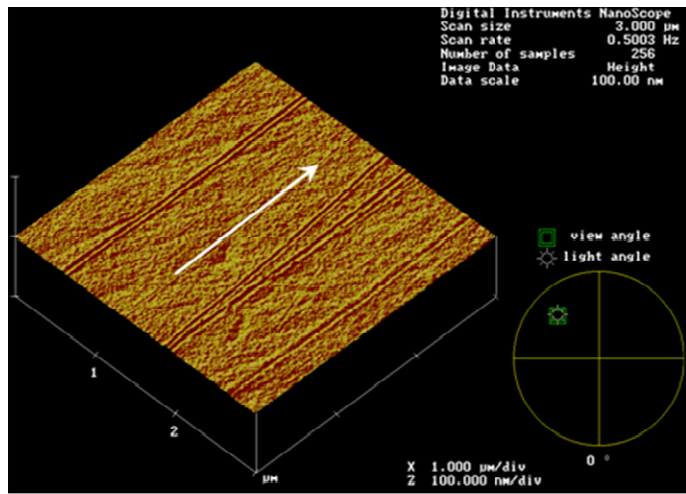 Digital Instruments NanoScope
Scan size 3.000 µm
Scan rate 0.5003 Hz
Number of samples 256
Image Data Height
Data scale 100.00 nm
view angle
light angle
1
2
µm
X 1.000 µm/div
Z 100.000 nm/div
0 °